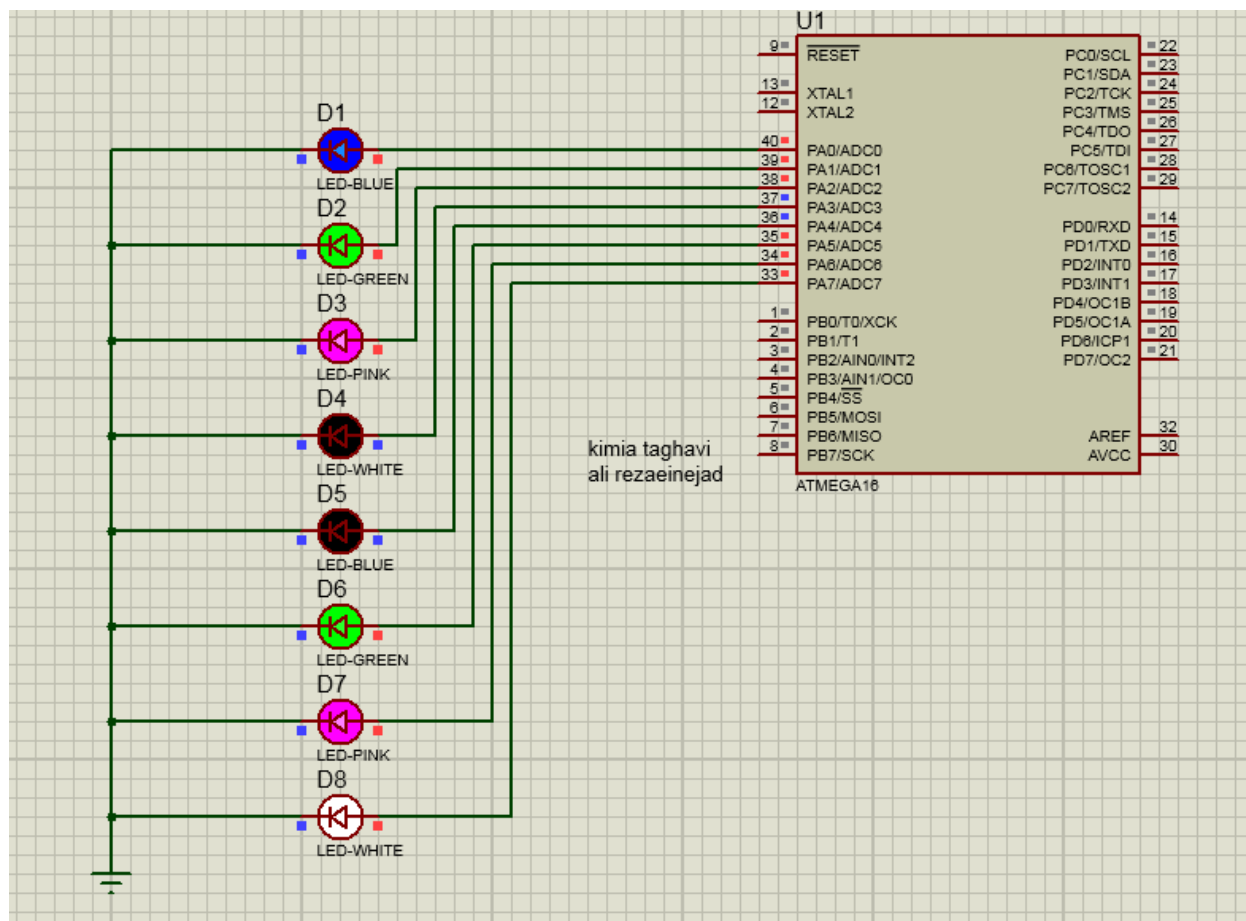 U1
9 RESET
13 XTAL1
12 XTAL2
40 PA0/ADC0
39 PA1/ADC1
38 PA2/ADC2
37 PA3/ADC3
36 PA4/ADC4
35 PA5/ADC5
34 PA6/ADC6
33 PA7/ADC7
1 PB0/T0/XCK
2 PB1/T1
3 PB2/AIN0/INT2
4 PB3/AIN1/OC0
5 PB4/SS
6 PB5/MOSI
7 PB6/MISO
8 PB7/SCK
PC0/SCL 22
PC1/SDA 23
PC2/TCK 24
PC3/TMS 25
PC4/TDO 26
PC5/TDI 27
PC6/TOSC1 28
PC7/TOSC2 29
PD0/RXD 14
PD1/TXD 15
PD2/INT0 16
PD3/INT1 17
PD4/OC1B 18
PD5/OC1A 19
PD6/ICP1 20
PD7/OC2 21
AREF 32
AVCC 30
ATMEGA16
D1
LED-BLUE
D2
LED-GREEN
D3
LED-PINK
D4
LED-WHITE
D5
LED-BLUE
D6
LED-GREEN
D7
LED-PINK
D8
LED-WHITE
kimia taghavi
ali rezaeinejad